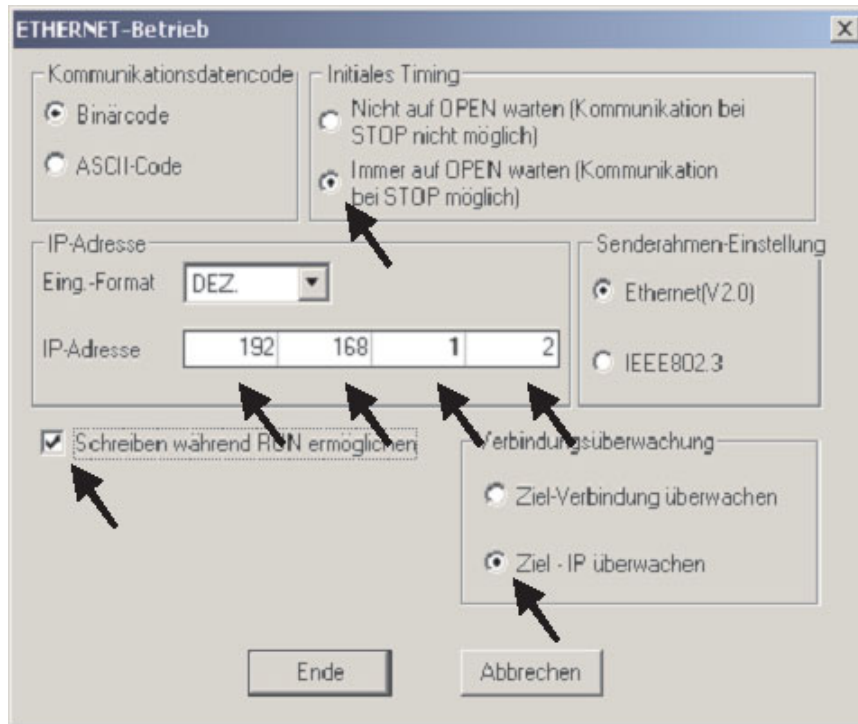 ETHERNET-Betrieb
Kommunikationsdatencode
Binärcode
ASCII-Code
Initiales Timing
Nicht auf OPEN warten (Kommunikation bei
STOP nicht möglich)
Immer auf OPEN warten (Kommunikation
bei STOP möglich)
IP-Adresse
Eing.-Format
DEZ.
IP-Adresse
192 168 1 2
Senderahmen-Einstellung
Ethernet(V2.0)
IEEE802.3
Schreiben während RUN ermöglichen
Verbindungsüberwachung
Ziel-Verbindung überwachen
Ziel - IP überwachen
Ende
Abbrechen